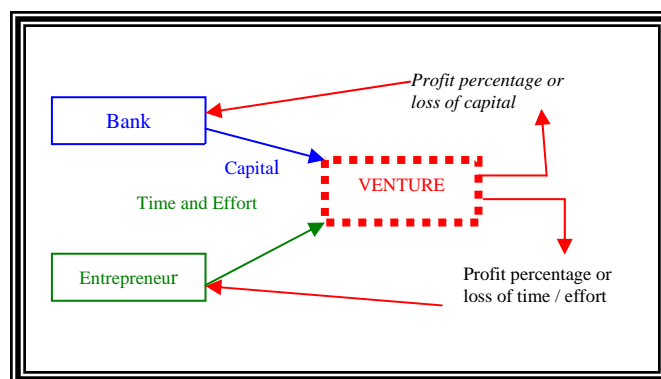 Profit percentage or
loss of capital
Bank
Capital
VENTURE
Time and Effort
Entrepreneur
Profit percentage or
loss of time / effort